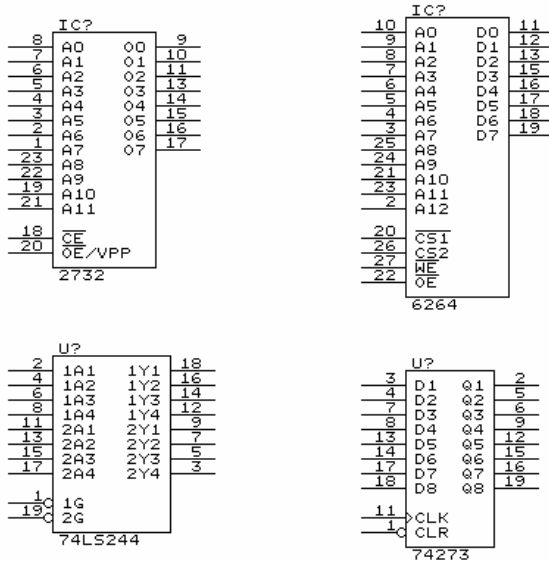 IC?
8 A0 O0 9
7 A1 O1 10
6 A2 O2 11
5 A3 O3 13
4 A4 O4 14
3 A5 O5 15
2 A6 O6 16
1 A7 O7 17
23 A8
22 A9
19 A10
21 A11
18 CE
20 OE/VPP
2732
IC?
10 A0 D0 11
9 A1 D1 12
8 A2 D2 13
7 A3 D3 15
6 A4 D4 16
5 A5 D5 17
4 A6 D6 18
3 A7 D7 19
25 A8
24 A9
21 A10
23 A11
2 A12
20 CS1
26 CS2
27 WE
22 OE
6264
U?
2 1A1 1Y1 18
4 1A2 1Y2 16
6 1A3 1Y3 14
8 1A4 1Y4 12
11 2A1 2Y1 9
13 2A2 2Y2 7
15 2A3 2Y3 5
17 2A4 2Y4 3
1 1G
19 2G
74LS244
U?
3 D1 Q1 2
4 D2 Q2 5
7 D3 Q3 6
8 D4 Q4 9
13 D5 Q5 12
14 D6 Q6 15
17 D7 Q7 16
18 D8 Q8 19
11 CLK
1 CLR
74273